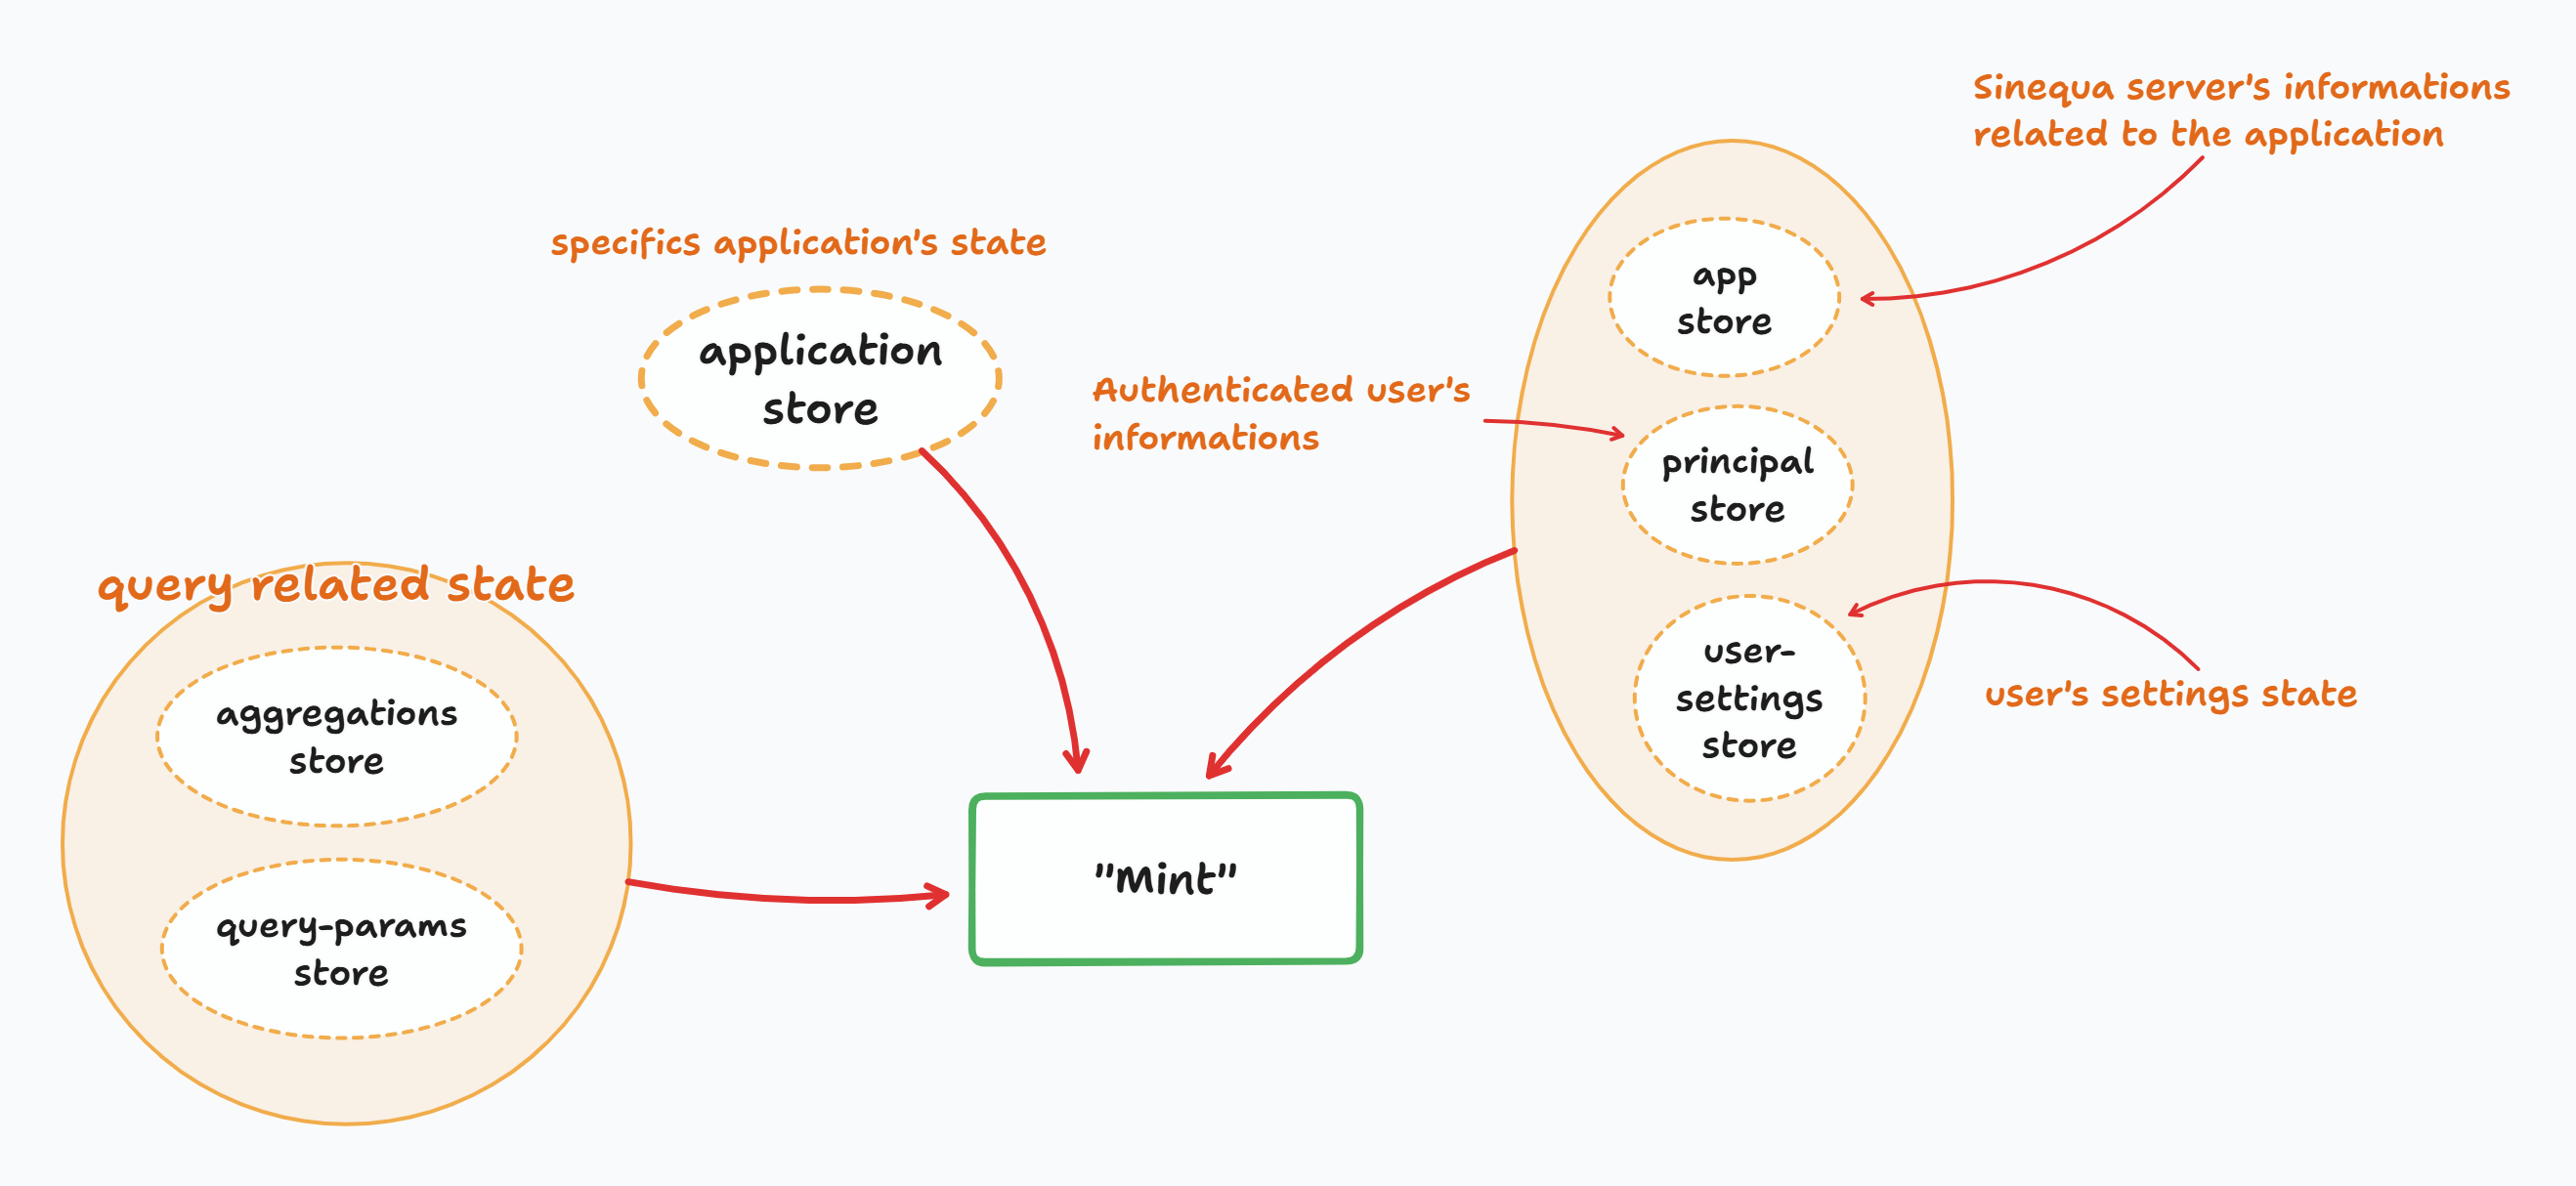 Sinequa server's informations
related to the application
specifics application's state
application
store
app
store
Authenticated user's
informations
principal
store
query related state
user-
settings
store
user's settings state
aggregations
store
"Mint"
query-params
store